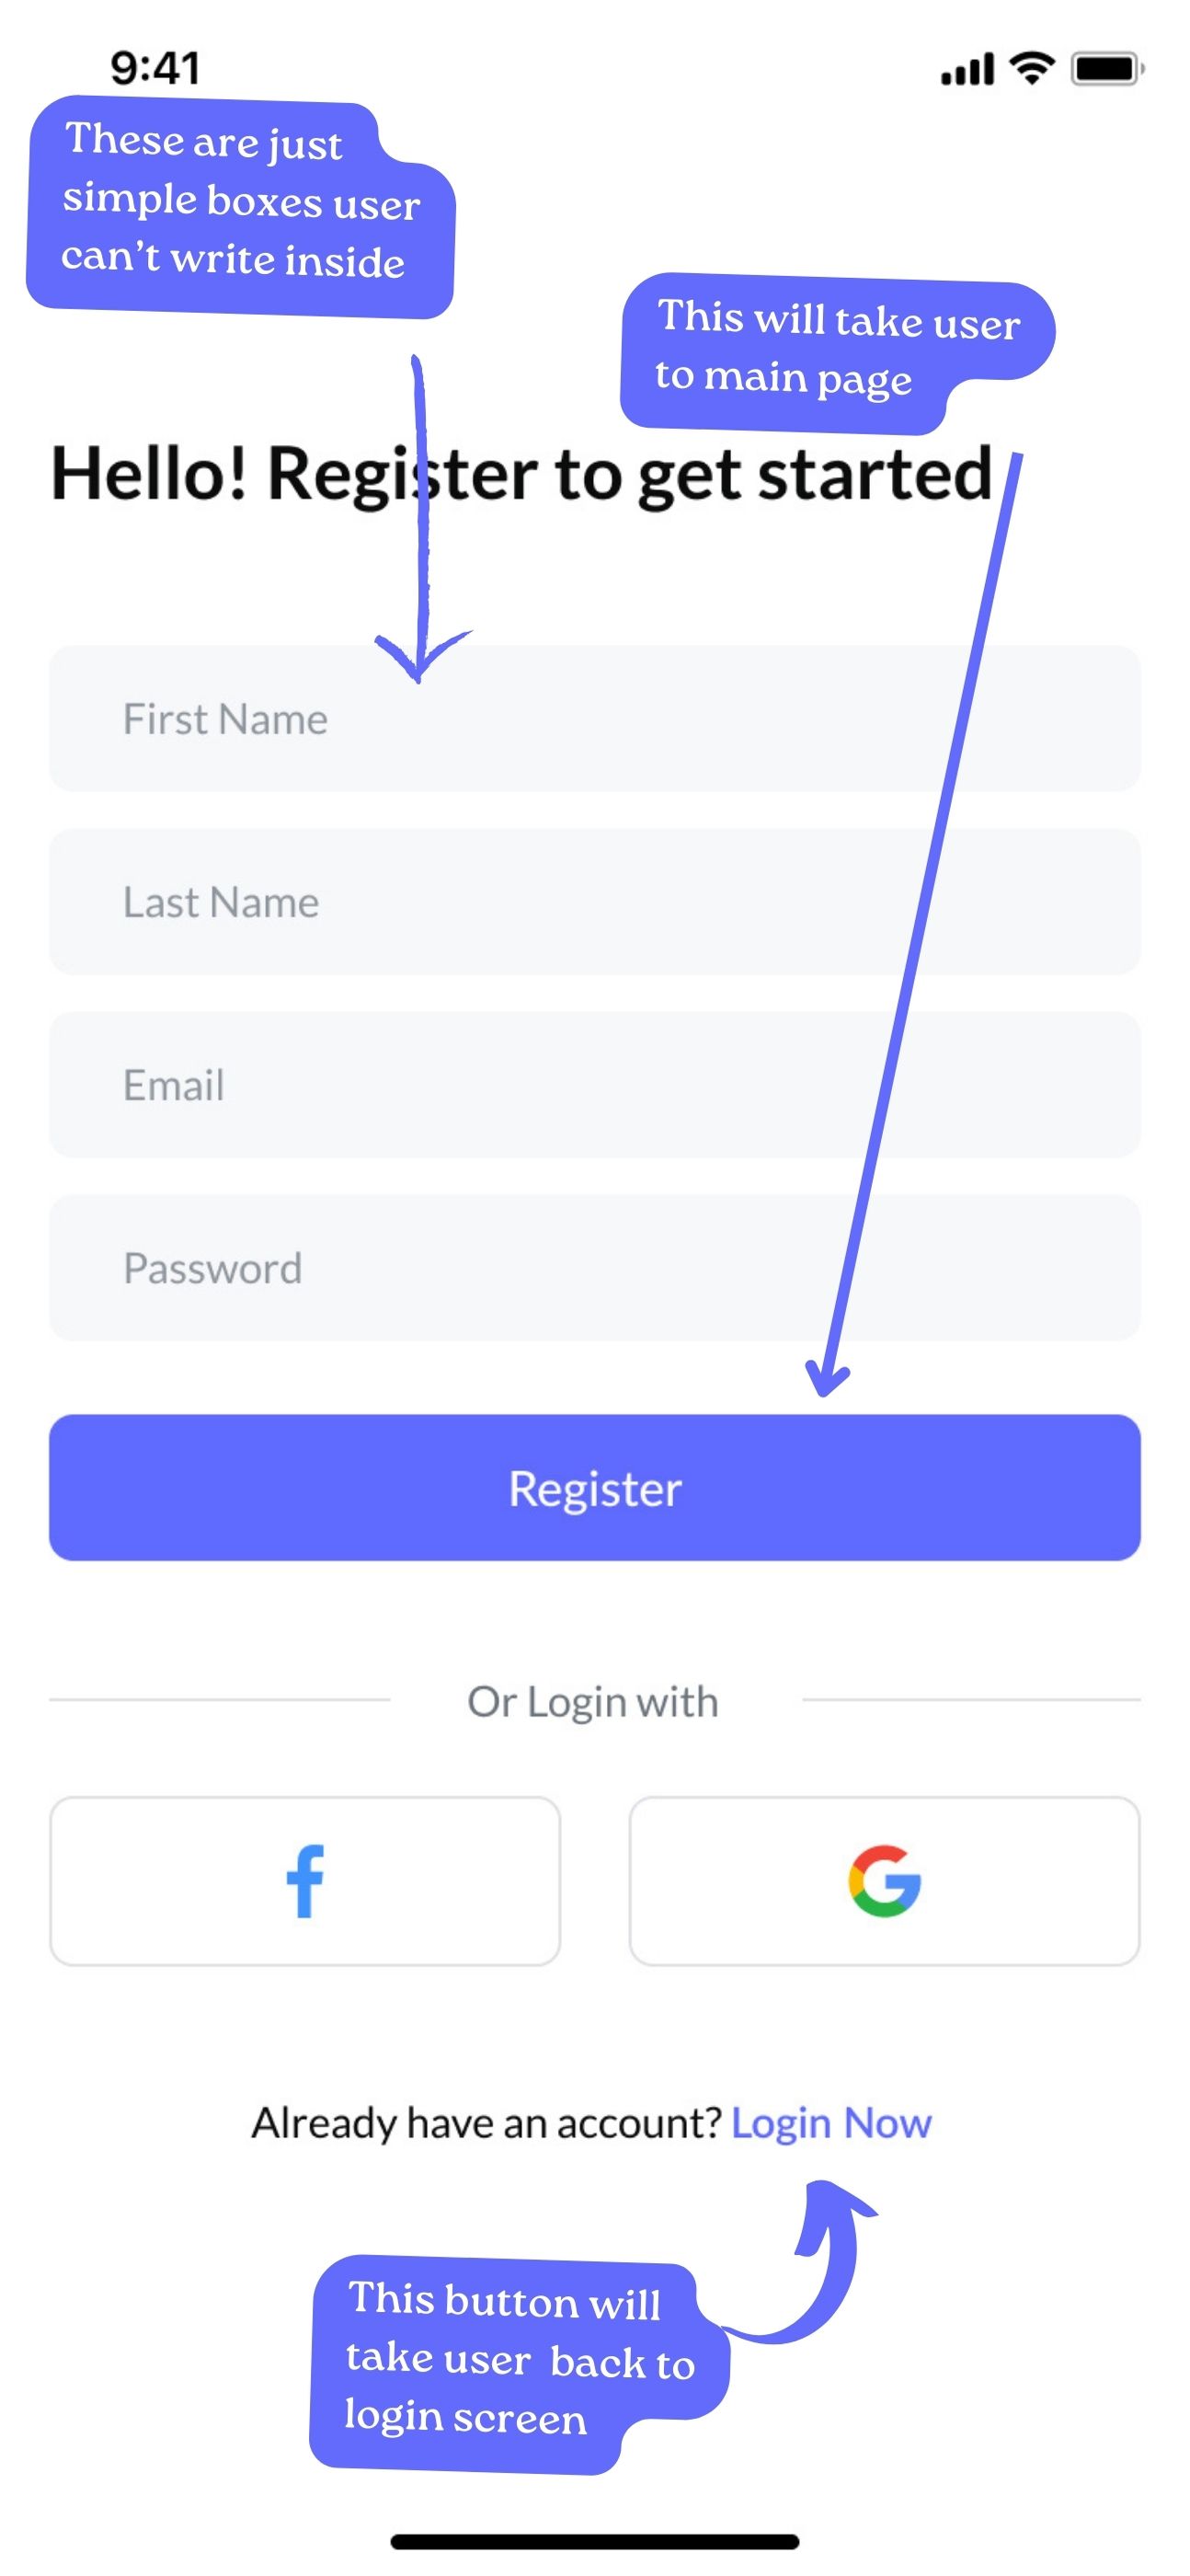 9:41
These are just
simple boxes user
can't write inside
This will take user
to main page
Hello! Register to get started
First Name
Last Name
Email
Password
Register
Or Login with
Already have an account? Login Now
This button will
take user  back to
login screen